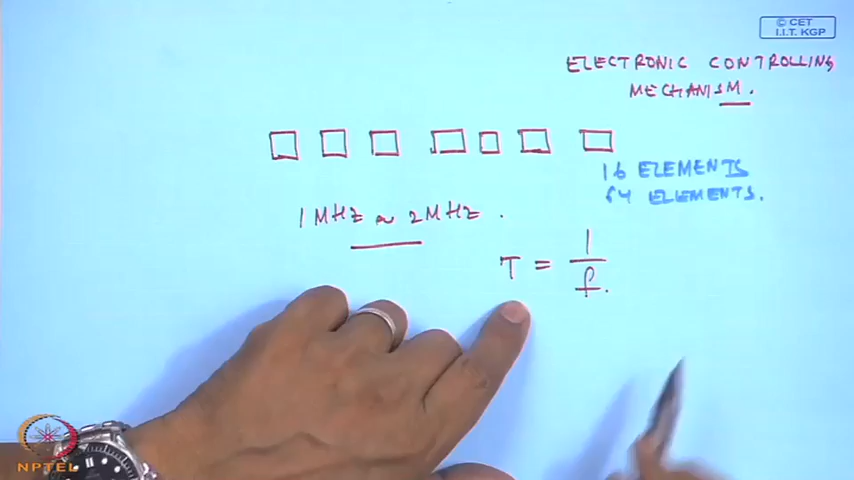 © CET
I.I.T. KGP
ELECTRONIC CONTROLLING
MECHANISM.
16 ELEMENTS
64 ELEMENTS.
1 MHz ~ 2 MHz.
T = 1
f.
NPTEL